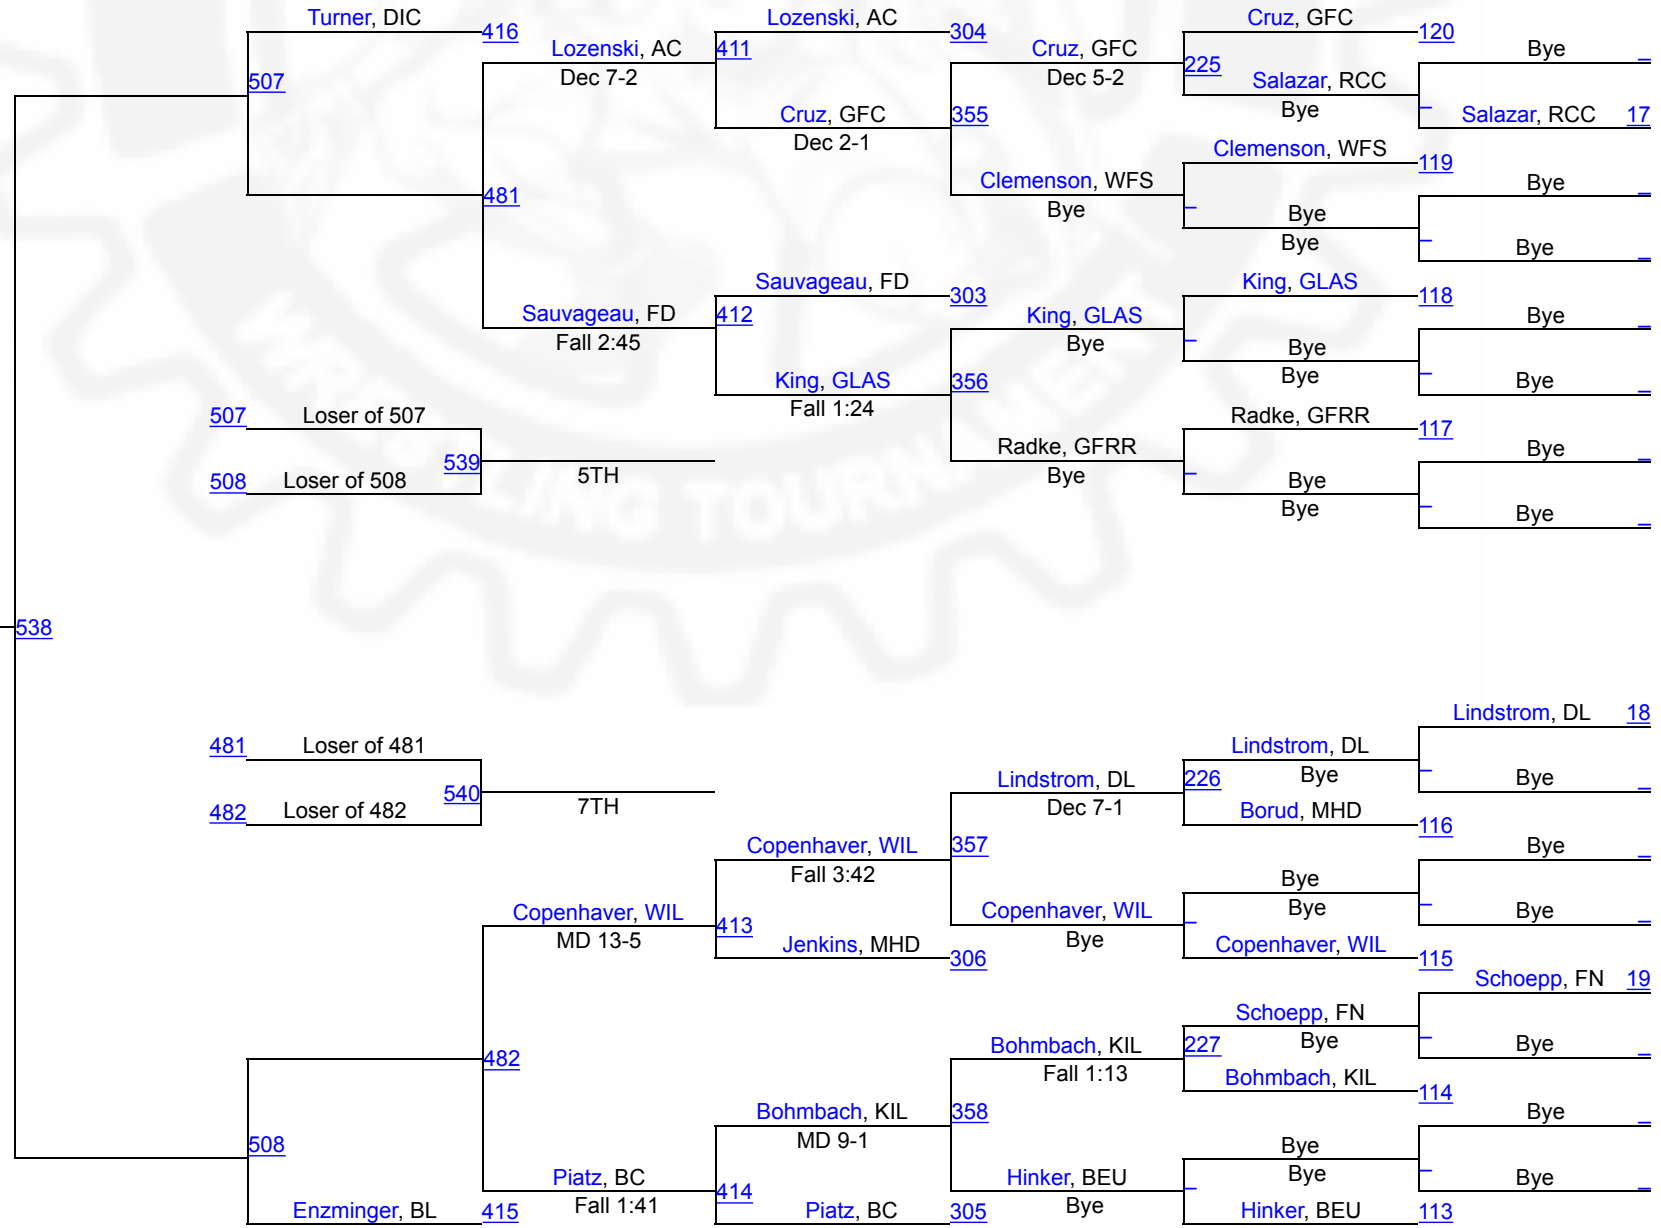 Turner, DIC
416
507
Lozenski, AC
Dec 7-2
411
Lozenski, AC
304
Cruz, GFC
Dec 2-1
355
Cruz, GFC
Dec 5-2
225
Cruz, GFC
120
Salazar, RCC
Bye
Bye
Salazar, RCC 17
481
Clemenson, WFS
Bye
Clemenson, WFS
119
Bye
Bye
Bye
Bye
Sauvageau, FD
Fall 2:45
412
Sauvageau, FD
303
King, GLAS
Fall 1:24
356
King, GLAS
Bye
King, GLAS
118
Bye
Bye
Bye
Bye
Radke, GFRR
Bye
Radke, GFRR
117
Bye
Bye
Bye
Bye
507 Loser of 507
508 Loser of 508
539
5TH
WRESTLING TOURNAMENT
538
481 Loser of 481
482 Loser of 482
540
7TH
Lindstrom, DL 18
Bye
Lindstrom, DL
Bye
226
Borud, MHD
116
Lindstrom, DL
Dec 7-1
357
Copenhaver, WIL
Fall 3:42
413
Copenhaver, WIL
MD 13-5
Jenkins, MHD
306
Copenhaver, WIL
Bye
Bye
Bye
Copenhaver, WIL
115
Bye
Bye
Schoepp, FN 19
Bye
Schoepp, FN
Bye
227
Bohmbach, KIL
114
Bohmbach, KIL
Fall 1:13
358
Bohmbach, KIL
MD 9-1
482
508
Piatz, BC
Fall 1:41
414
Piatz, BC
305
Hinker, BEU
Bye
Bye
Bye
Hinker, BEU
113
Bye
Bye
Enzminger, BL
415